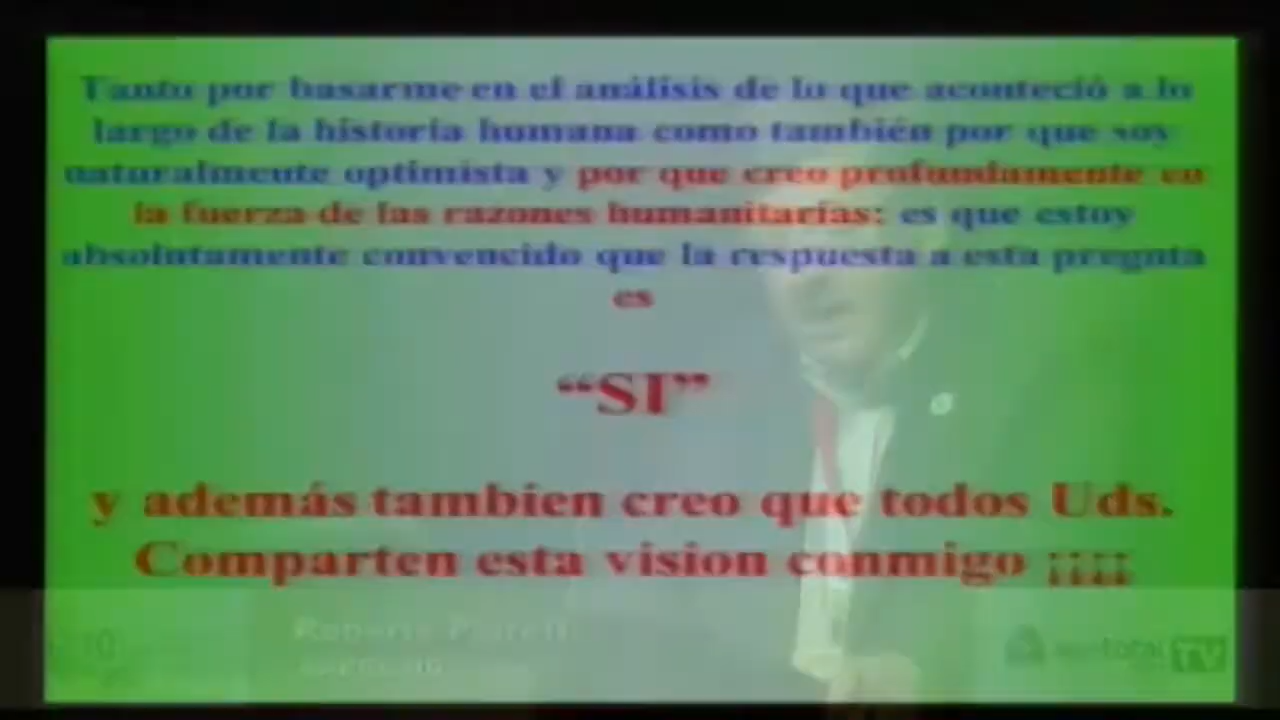 Tanto por basarme en el análisis de lo que aconteció a lo
largo de la historia humana como también por que soy
naturalmente optimista y por que creo profundamente en
la fuerza de las razones humanitarias: es que estoy
absolutamente convencido que la respuesta a esta pregunta
es
“SI”
y además tambien creo que todos Uds.
Comparten esta vision conmigo ¡¡¡¡
Roberto
TV